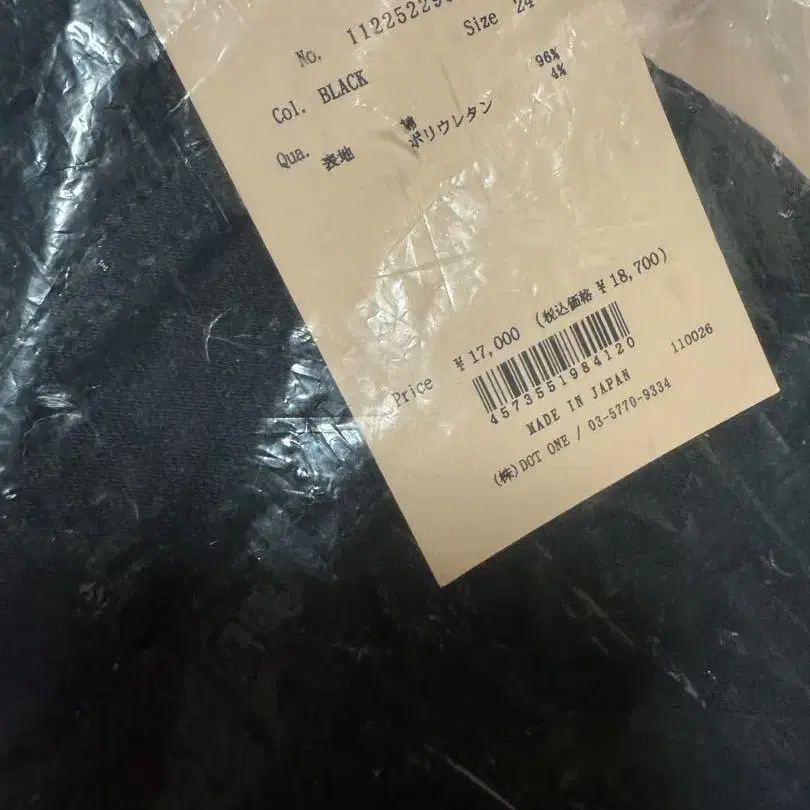 No. 11225229 Size 24
Col. BLACK
Qua. 表地 綿 96%
ポリウレタン 4%
Price ¥17,000 (税込価格 ¥18,700)
4573551984120
110026
MADE IN JAPAN
(株)DOT ONE / 03-5770-9334